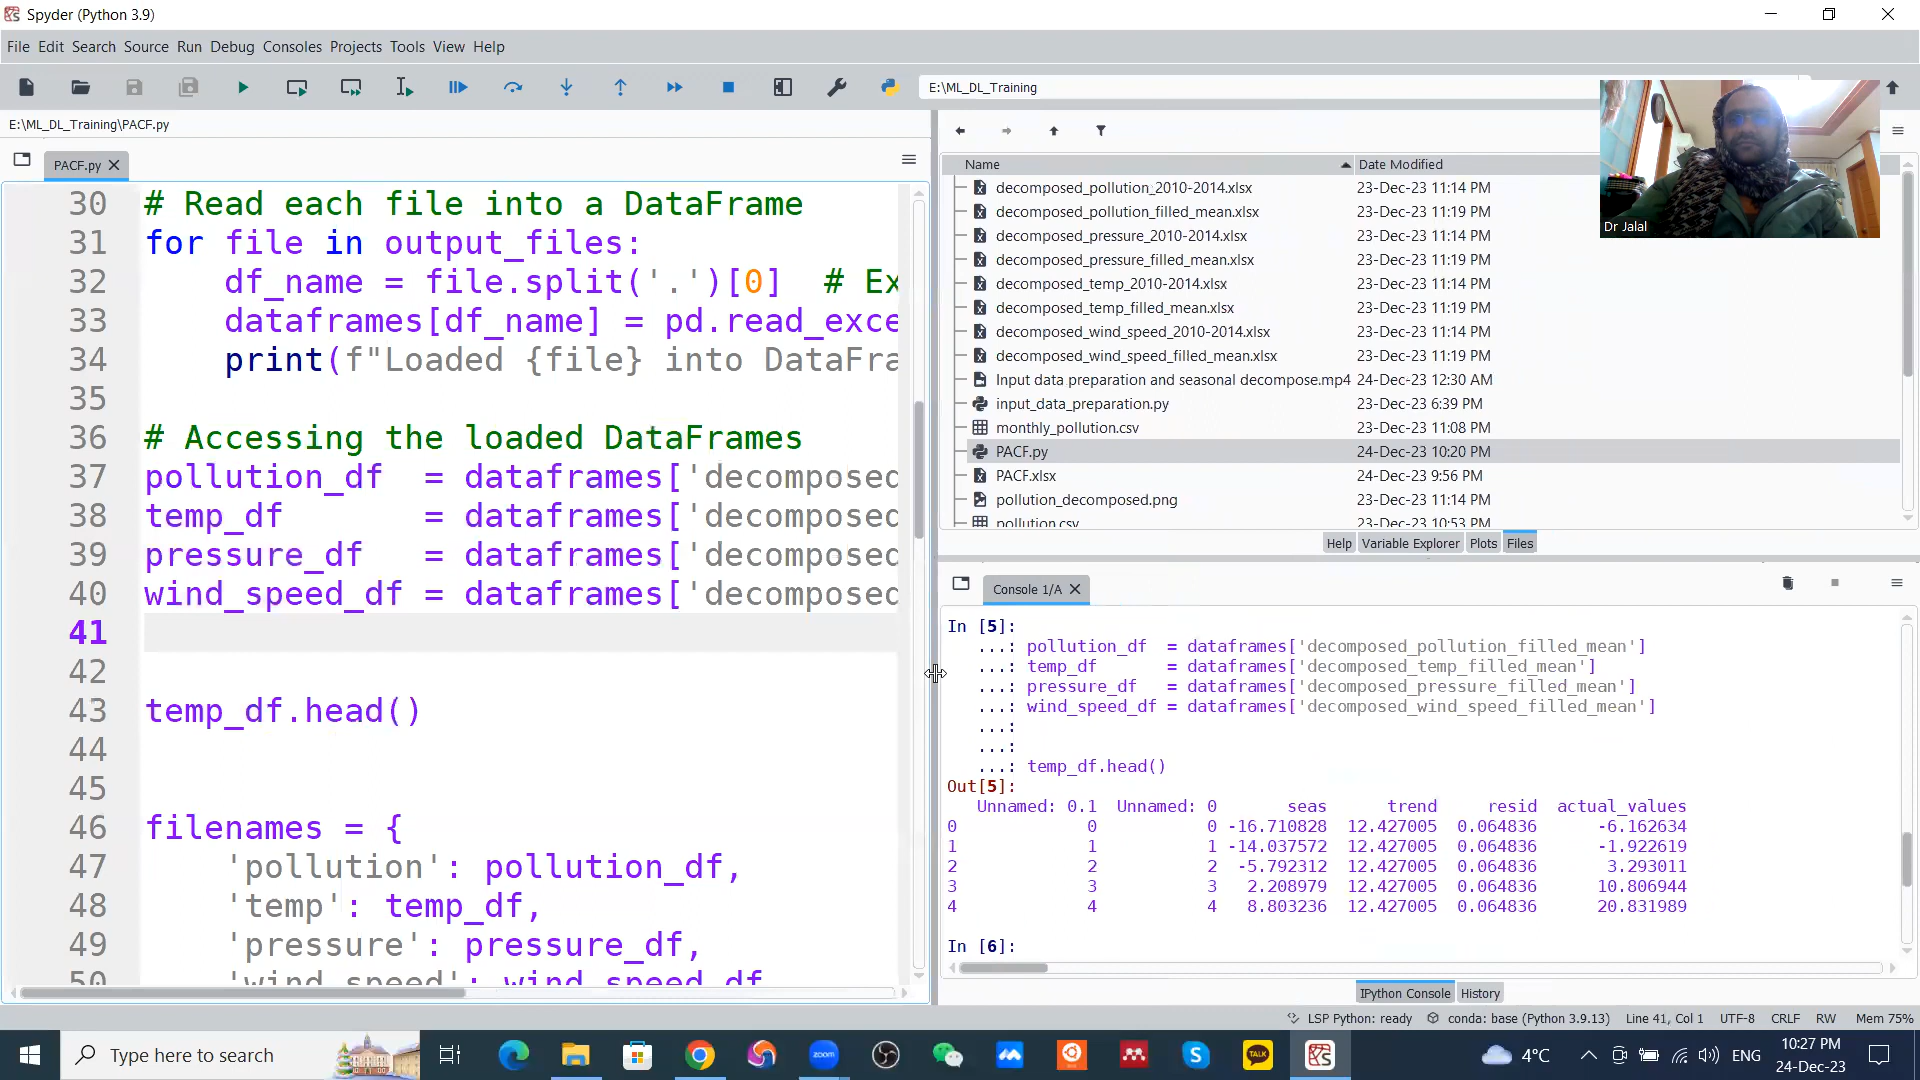 Spyder (Python 3.9)
File Edit Search Source Run Debug Consoles Projects Tools View Help
E:\ML_DL_Training
E:\ML_DL_Training\PACF.py
PACF.py
30 # Read each file into a DataFrame
31 for file in output_files:
32 df_name = file.split('.')[0] # Ex
33 dataframes[df_name] = pd.read_exce
34 print(f"Loaded {file} into DataFra
35
36 # Accessing the loaded DataFrames
37 pollution_df = dataframes['decomposed
38 temp_df = dataframes['decomposed
39 pressure_df = dataframes['decomposed
40 wind_speed_df = dataframes['decomposed
41
42
43 temp_df.head()
44
45
46 filenames = {
47 'pollution': pollution_df,
48 'temp': temp_df,
49 'pressure': pressure_df,
50 'wind_speed': wind_speed_df
Name Date Modified
decomposed_pollution_2010-2014.xlsx 23-Dec-23 11:14 PM
decomposed_pollution_filled_mean.xlsx 23-Dec-23 11:19 PM
decomposed_pressure_2010-2014.xlsx 23-Dec-23 11:14 PM
decomposed_pressure_filled_mean.xlsx 23-Dec-23 11:19 PM
decomposed_temp_2010-2014.xlsx 23-Dec-23 11:14 PM
decomposed_temp_filled_mean.xlsx 23-Dec-23 11:19 PM
decomposed_wind_speed_2010-2014.xlsx 23-Dec-23 11:14 PM
decomposed_wind_speed_filled_mean.xlsx 23-Dec-23 11:19 PM
Input data preparation and seasonal decompose.mp4 24-Dec-23 12:30 AM
input_data_preparation.py 23-Dec-23 6:39 PM
monthly_pollution.csv 23-Dec-23 11:08 PM
PACF.py 24-Dec-23 10:20 PM
PACF.xlsx 24-Dec-23 9:56 PM
pollution_decomposed.png 23-Dec-23 11:14 PM
pollution.csv 23-Dec-23 10:53 PM
Dr Jalal
Help Variable Explorer Plots Files
Console 1/A
In [5]:
...: pollution_df = dataframes['decomposed_pollution_filled_mean']
...: temp_df = dataframes['decomposed_temp_filled_mean']
...: pressure_df = dataframes['decomposed_pressure_filled_mean']
...: wind_speed_df = dataframes['decomposed_wind_speed_filled_mean']
...:
...:
...: temp_df.head()
Out[5]:
Unnamed: 0.1 Unnamed: 0 seas trend resid actual_values
0 0 0 -16.710828 12.427005 0.064836 -6.162634
1 1 1 -14.037572 12.427005 0.064836 -1.922619
2 2 2 -5.792312 12.427005 0.064836 3.293011
3 3 3 2.208979 12.427005 0.064836 10.806944
4 4 4 8.803236 12.427005 0.064836 20.831989
In [6]:
IPython Console History
LSP Python: ready conda: base (Python 3.9.13) Line 41, Col 1 UTF-8 CRLF RW Mem 75%
Type here to search
zoom
TALK
4°C
ENG
10:27 PM
24-Dec-23